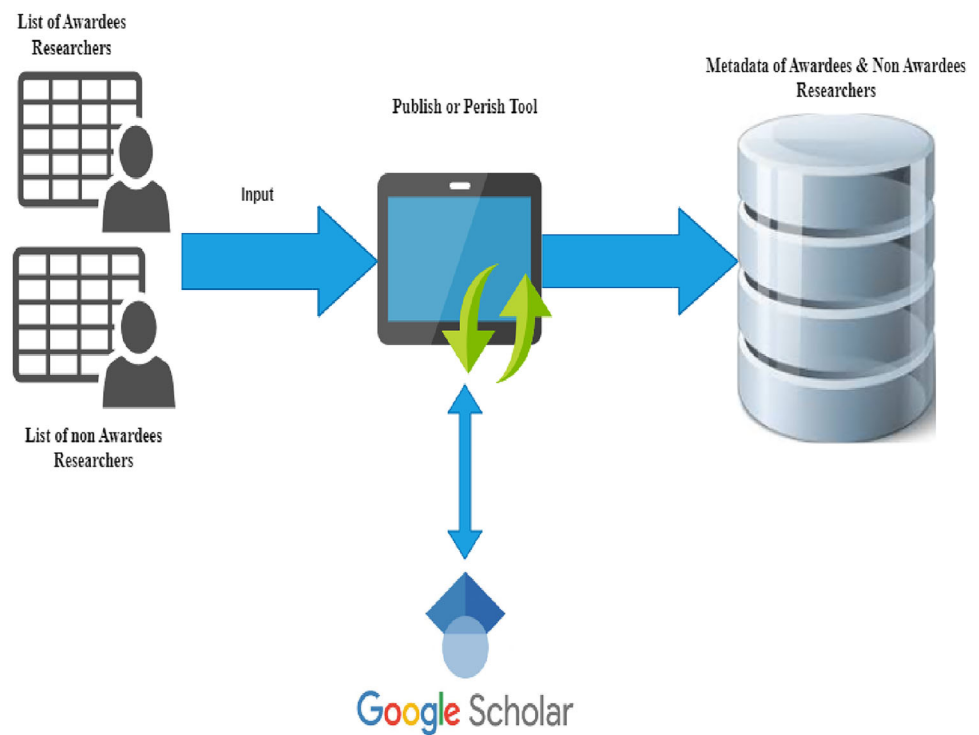 List of Awardees
Researchers
Input
List of non Awardees
Researchers
Publish or Perish Tool
Metadata of Awardees & Non Awardees
Researchers
Google Scholar